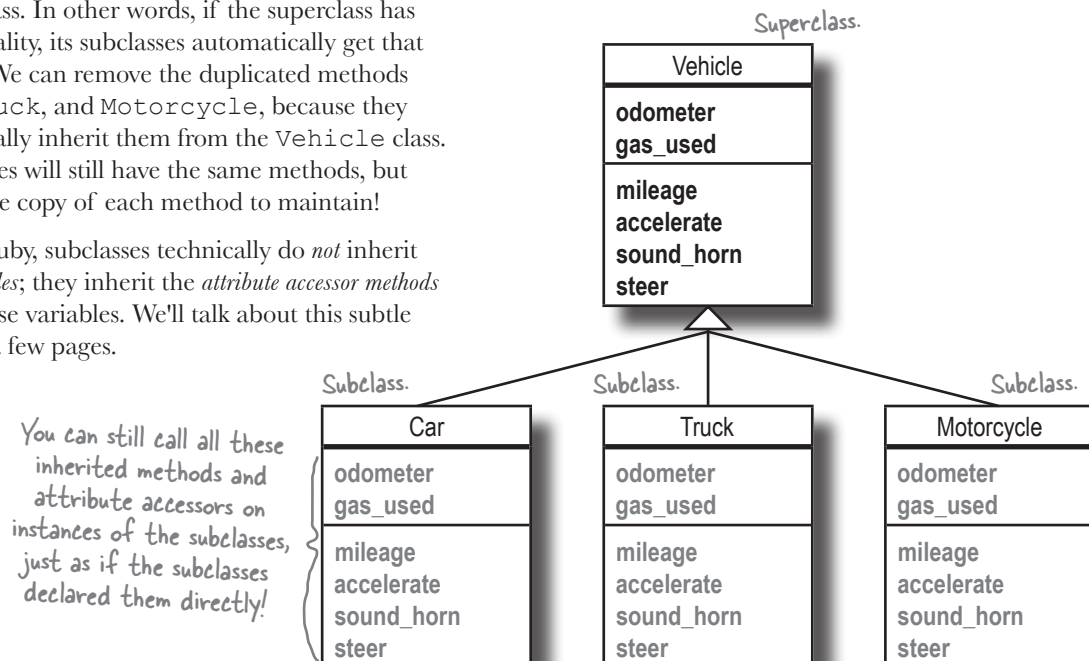 ass. In other words, if the superclass has
ality, its subclasses automatically get that
We can remove the duplicated methods
uck, and Motorcycle, because they
ally inherit them from the Vehicle class.
es will still have the same methods, but
e copy of each method to maintain!
uby, subclasses technically do not inherit
les; they inherit the attribute accessor methods
se variables. We'll talk about this subtle
a few pages.
Superclass.
Vehicle
odometer
gas_used
mileage
accelerate
sound_horn
steer
You can still call all these
inherited methods and
attribute accessors on
instances of the subclasses,
just as if the subclasses
declared them directly!
Subclass.
Car
odometer
gas_used
mileage
accelerate
sound_horn
steer
Subclass.
Truck
odometer
gas_used
mileage
accelerate
sound_horn
steer
Subclass.
Motorcycle
odometer
gas_used
mileage
accelerate
sound_horn
steer